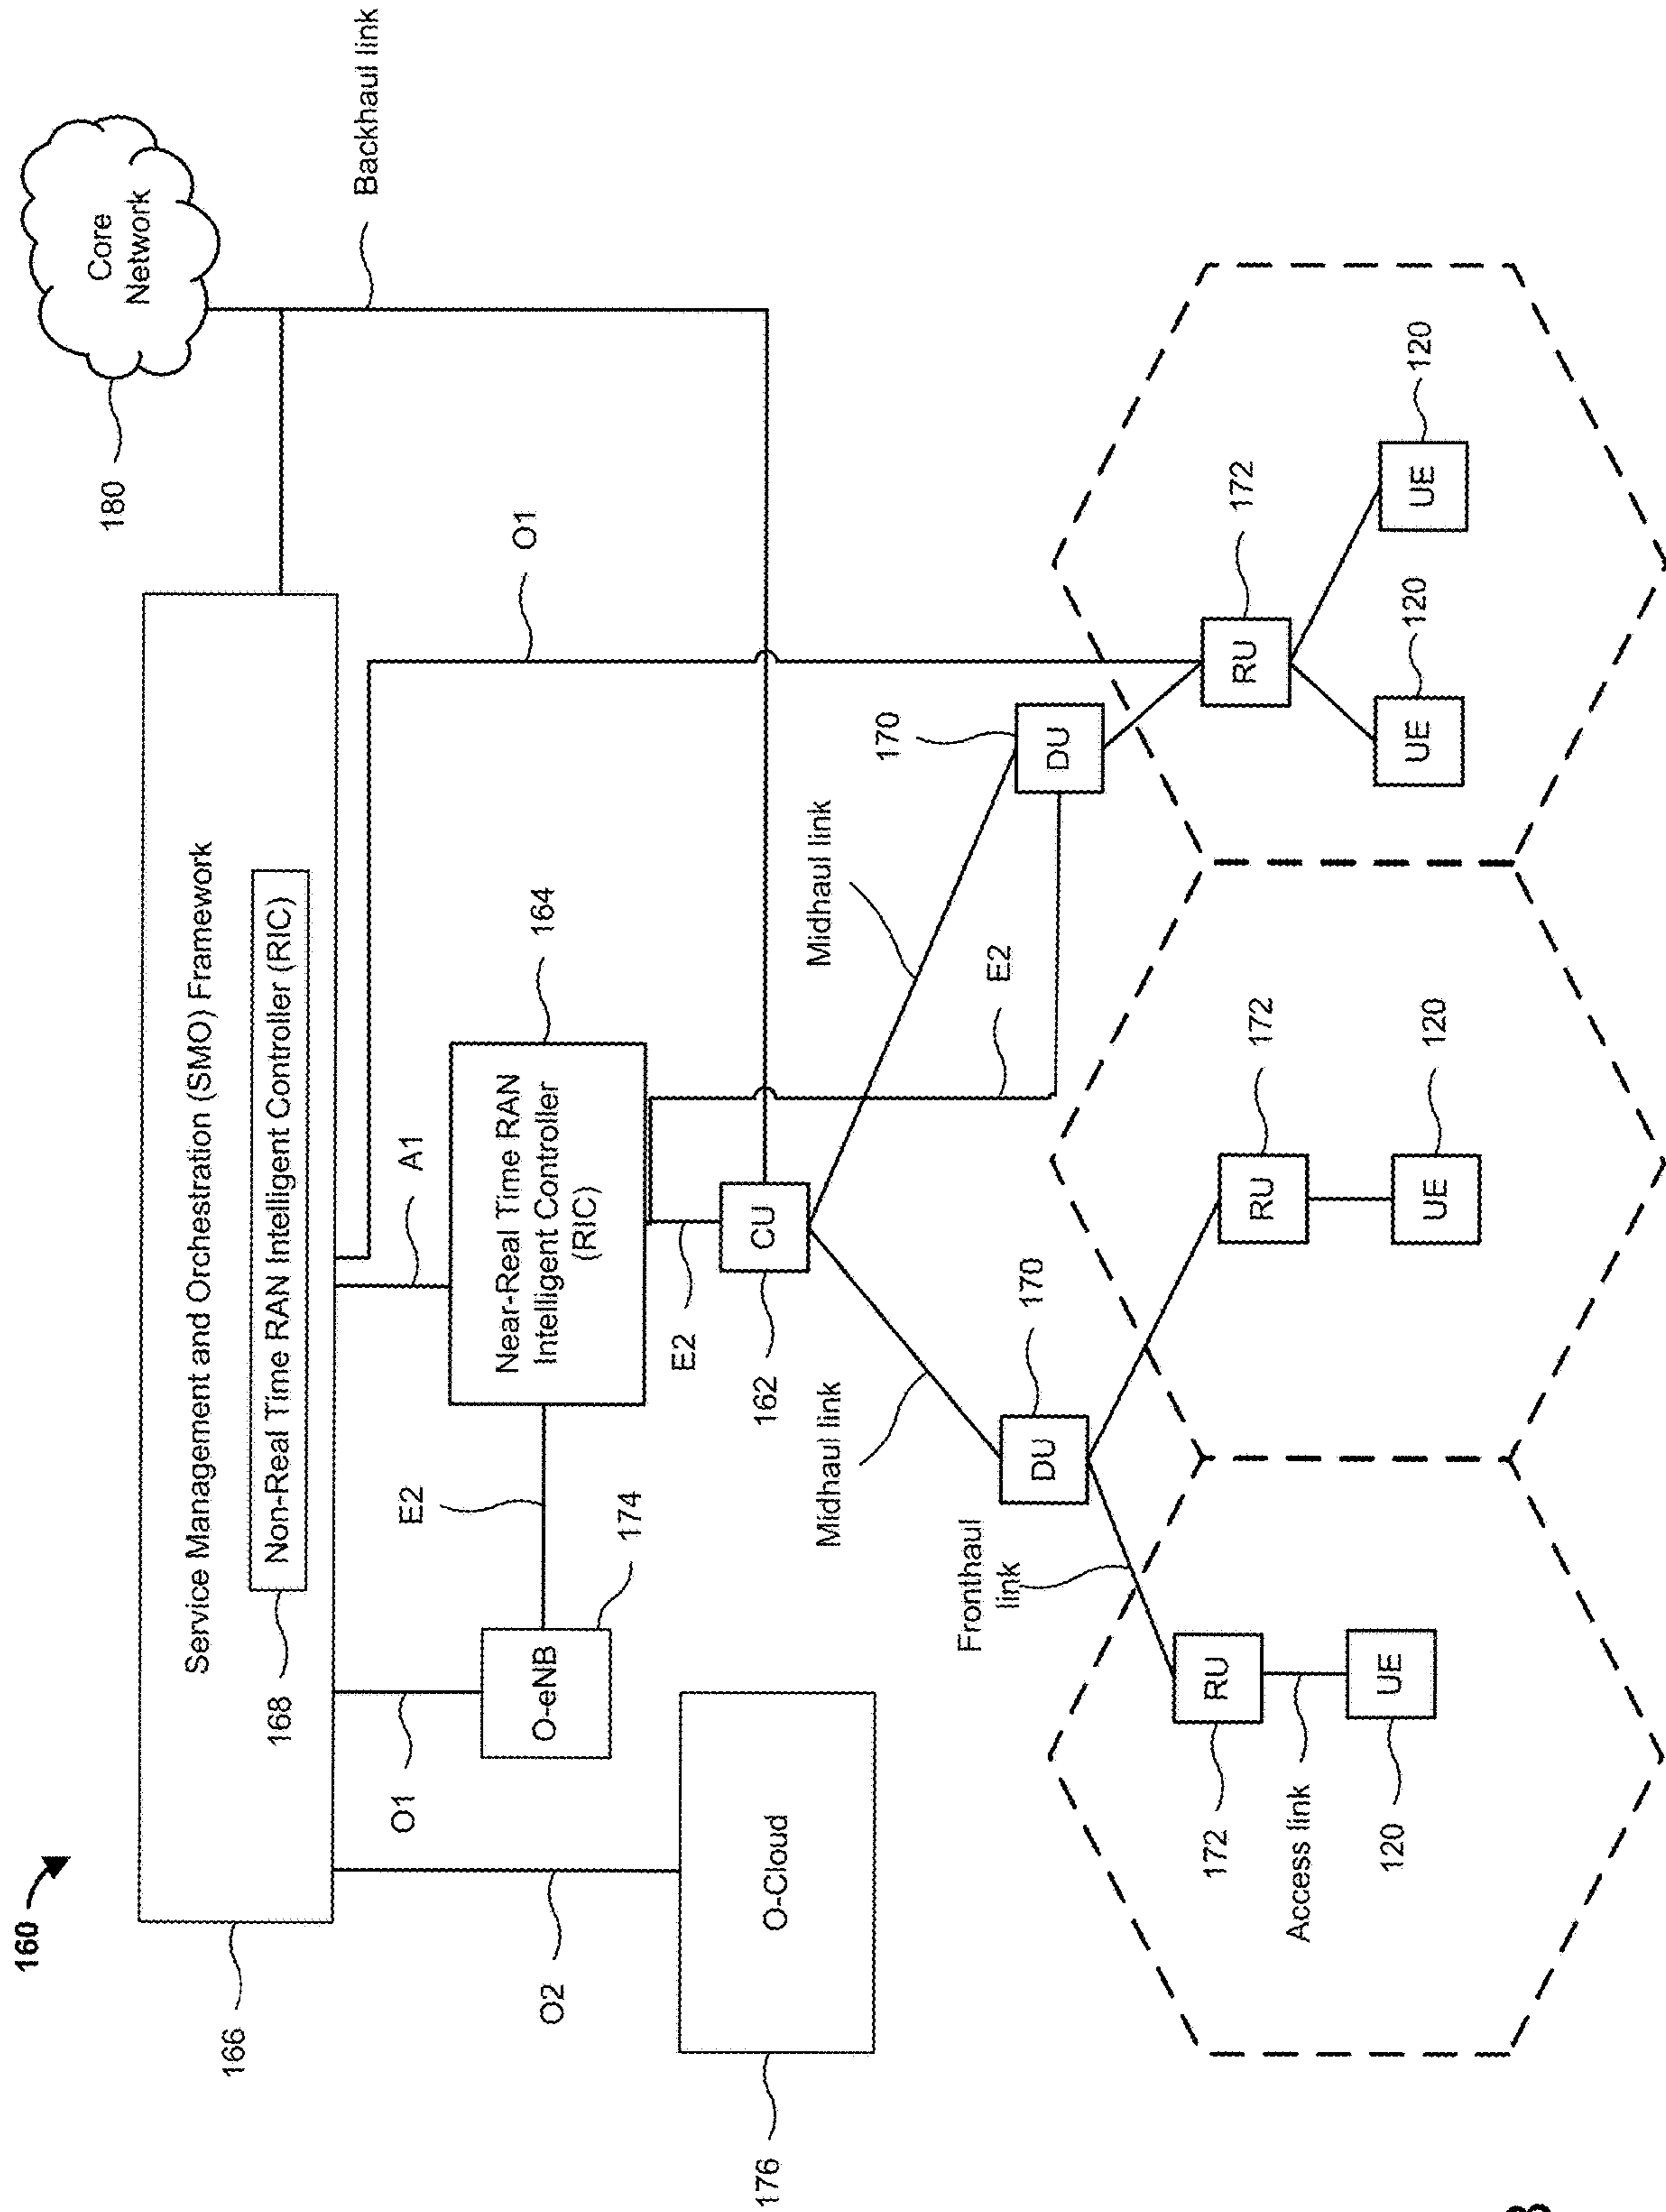 160
Core
Network
180
Backhaul link
166
Service Management and Orchestration (SMO) Framework
168
Non-Real Time RAN Intelligent Controller (RIC)
O1
A1
O1
O2
E2
O-eNB
174
Near-Real Time RAN
Intelligent Controller
(RIC)
164
E2
162
CU
176
O-Cloud
Midhaul link
Midhaul link
E2
170
DU
170
DU
Fronthaul
link
172
RU
Access link
120
UE
172
RU
120
UE
172
RU
120
UE
120
UE